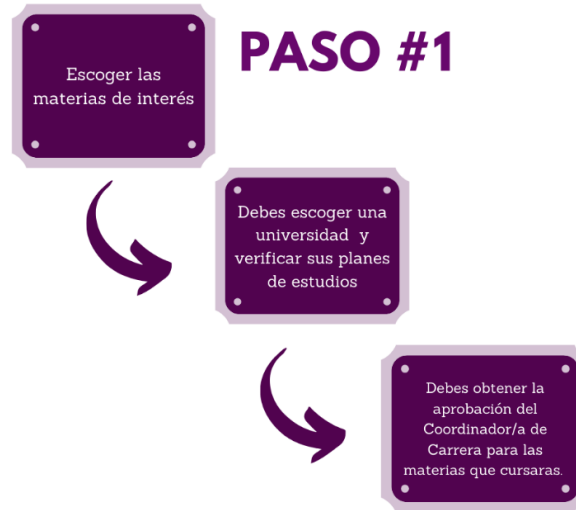 PASO #1
Escoger las
materias de interés
Debes escoger una
universidad y
verificar sus planes
de estudios
Debes obtener la
aprobación del
Coordinador/a de
Carrera para las
materias que cursaras.